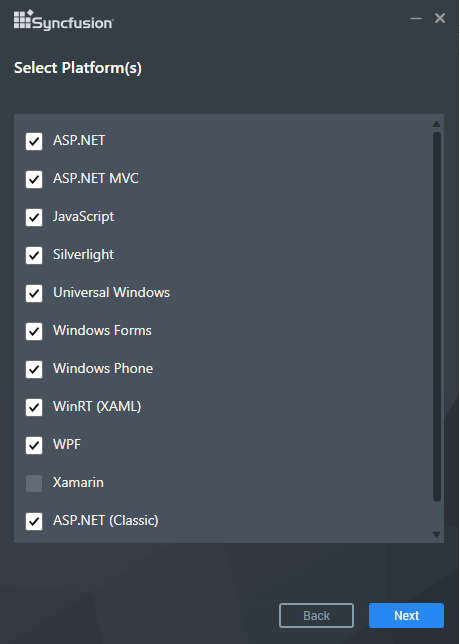 Syncfusion
Select Platform(s)
ASP.NET
ASP.NET MVC
JavaScript
Silverlight
Universal Windows
Windows Forms
Windows Phone
WinRT (XAML)
WPF
Xamarin
ASP.NET (Classic)
Back Next